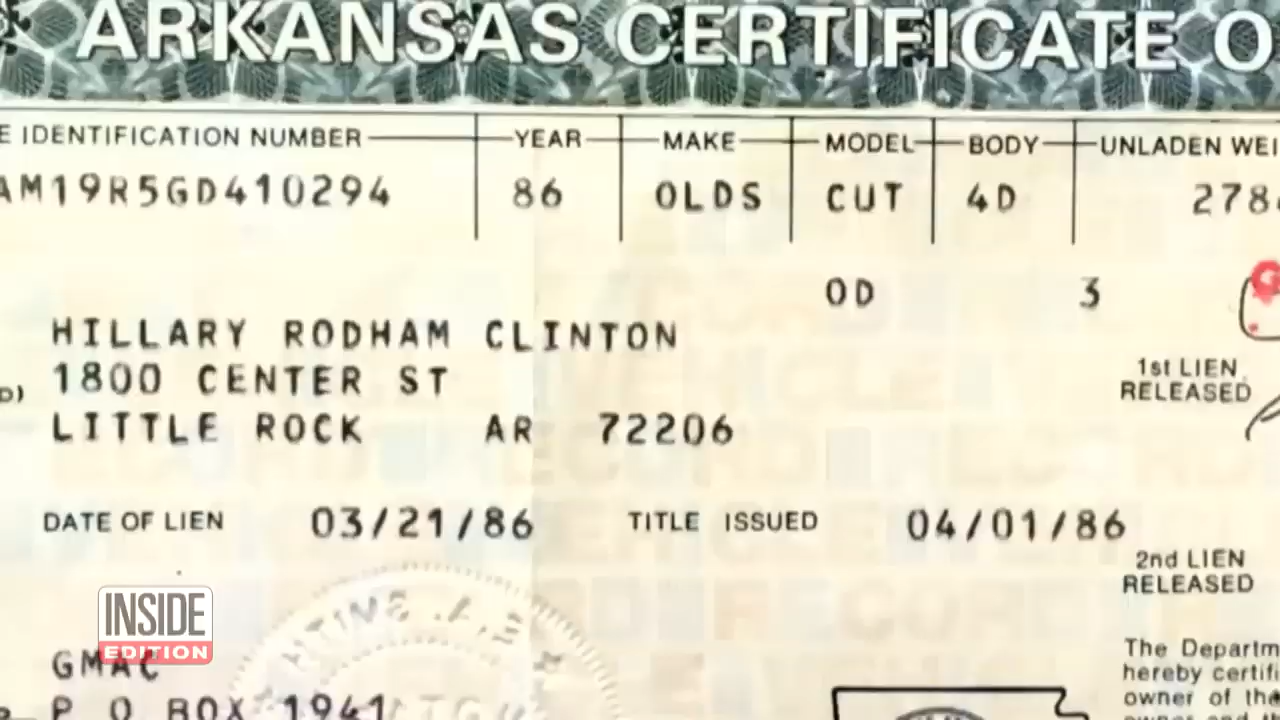 ARKANSAS CERTIFICATE O
E IDENTIFICATION NUMBER YEAR MAKE MODEL BODY UNLADEN WEI
AM19R5GD410294 86 OLDS CUT 4D 278
OD 3
HILLARY RODHAM CLINTON
1800 CENTER ST
D)
LITTLE ROCK AR 72206
1st LIEN
RELEASED
DATE OF LIEN 03/21/86 TITLE ISSUED 04/01/86
2nd LIEN
RELEASED
INSIDE
EDITION
GMAC
P O BOX 1941
The Departm
hereby certifi
owner of the